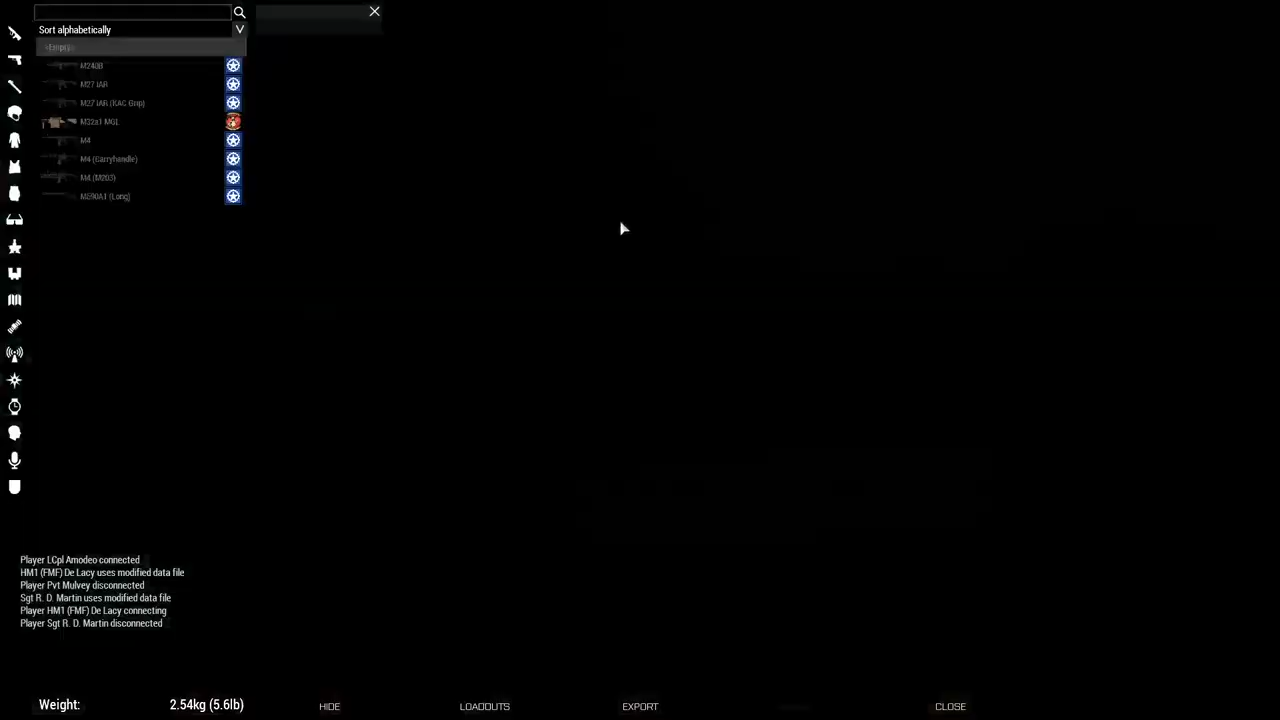 Sort alphabetically
<Empty>
M240B
M27 IAR
M27 IAR (KAC Grip)
M32A1 MGL
M4
M4 (Carryhandle)
M4 (M203)
M590A1 (Long)
Player LCpl Amodeo connected
HM1 (FMF) De Lacy uses modified data file
Player Pvt Mulvey disconnected
Sgt R. D. Martin uses modified data file
Player HM1 (FMF) De Lacy connecting
Player Sgt R. D. Martin disconnected
Weight: 2.54kg (5.6lb)
HIDE
LOADOUTS
EXPORT
CLOSE